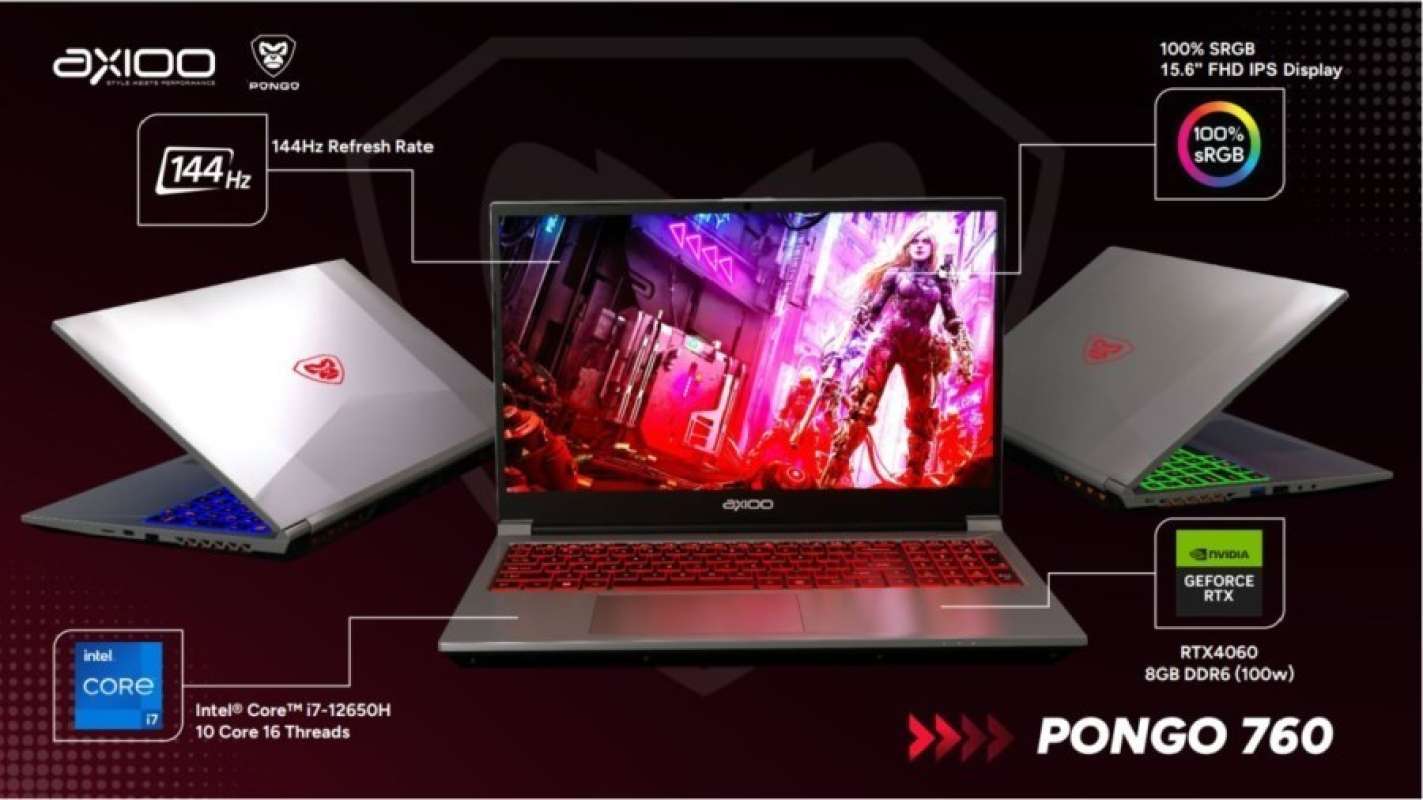 AXIOO
STYLE MEETS PERFORMANCE
PONGO
100% SRGB
15.6" FHD IPS Display
144Hz
144Hz Refresh Rate
100%
sRGB
AXIOO
NVIDIA
GEFORCE
RTX
RTX4060
8GB DDR6 (100w)
intel
CORE
i7
Intel® Core™ i7-12650H
10 Core 16 Threads
PONGO 760